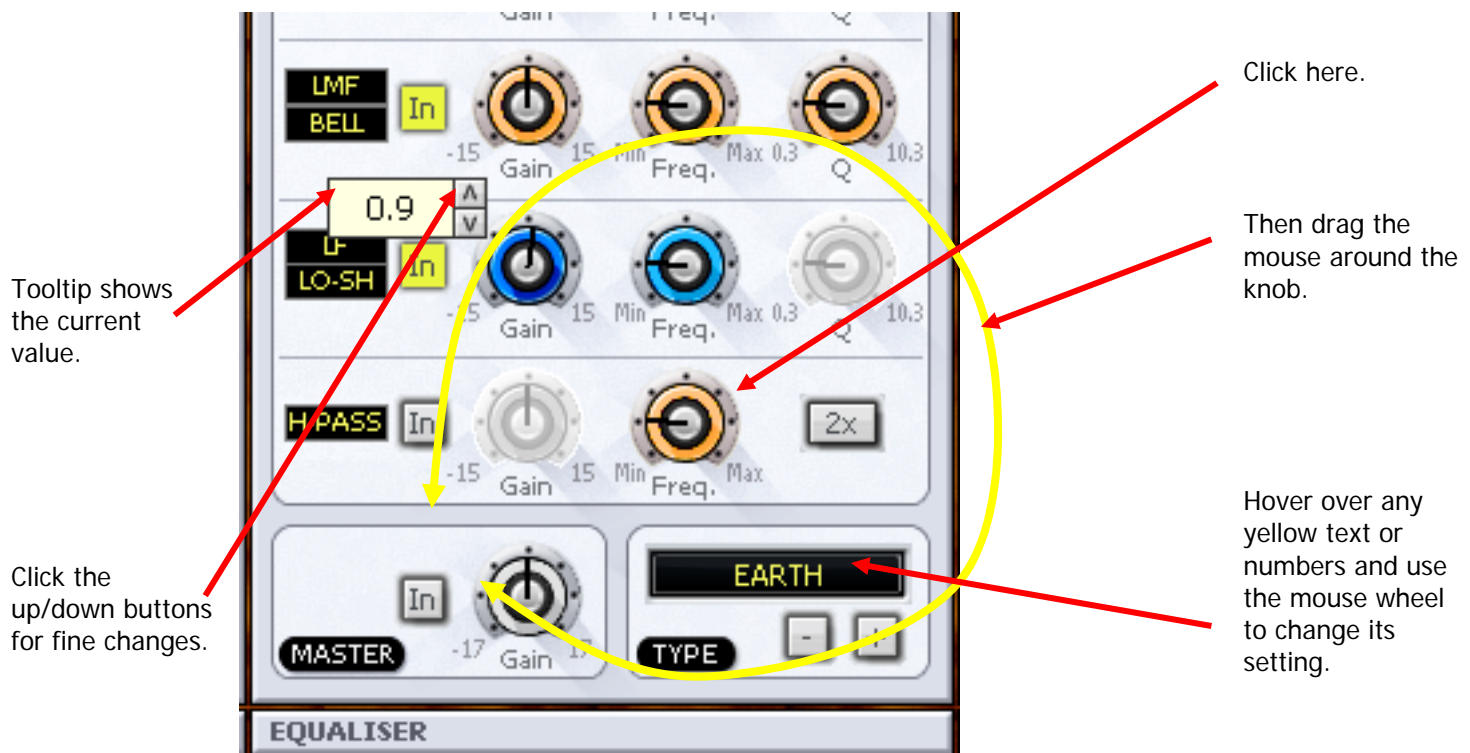 Gain Freq. Q
LMF
BELL
In
-15 Gain 15
Min Freq. Max
0.3 Q 10.3
Click here.
0.9
LF
LO-SH
In
-15 Gain 15
Min Freq. Max
0.3 Q 10.3
Then drag the
mouse around the
knob.
Tooltip shows
the current
value.
H-PASS
In
2x
-15 Gain 15
Min Freq. Max
Hover over any
yellow text or
numbers and use
the mouse wheel
to change its
setting.
Click the
up/down buttons
for fine changes.
In
MASTER
-17 Gain 17
EARTH
TYPE
- +
EQUALISER